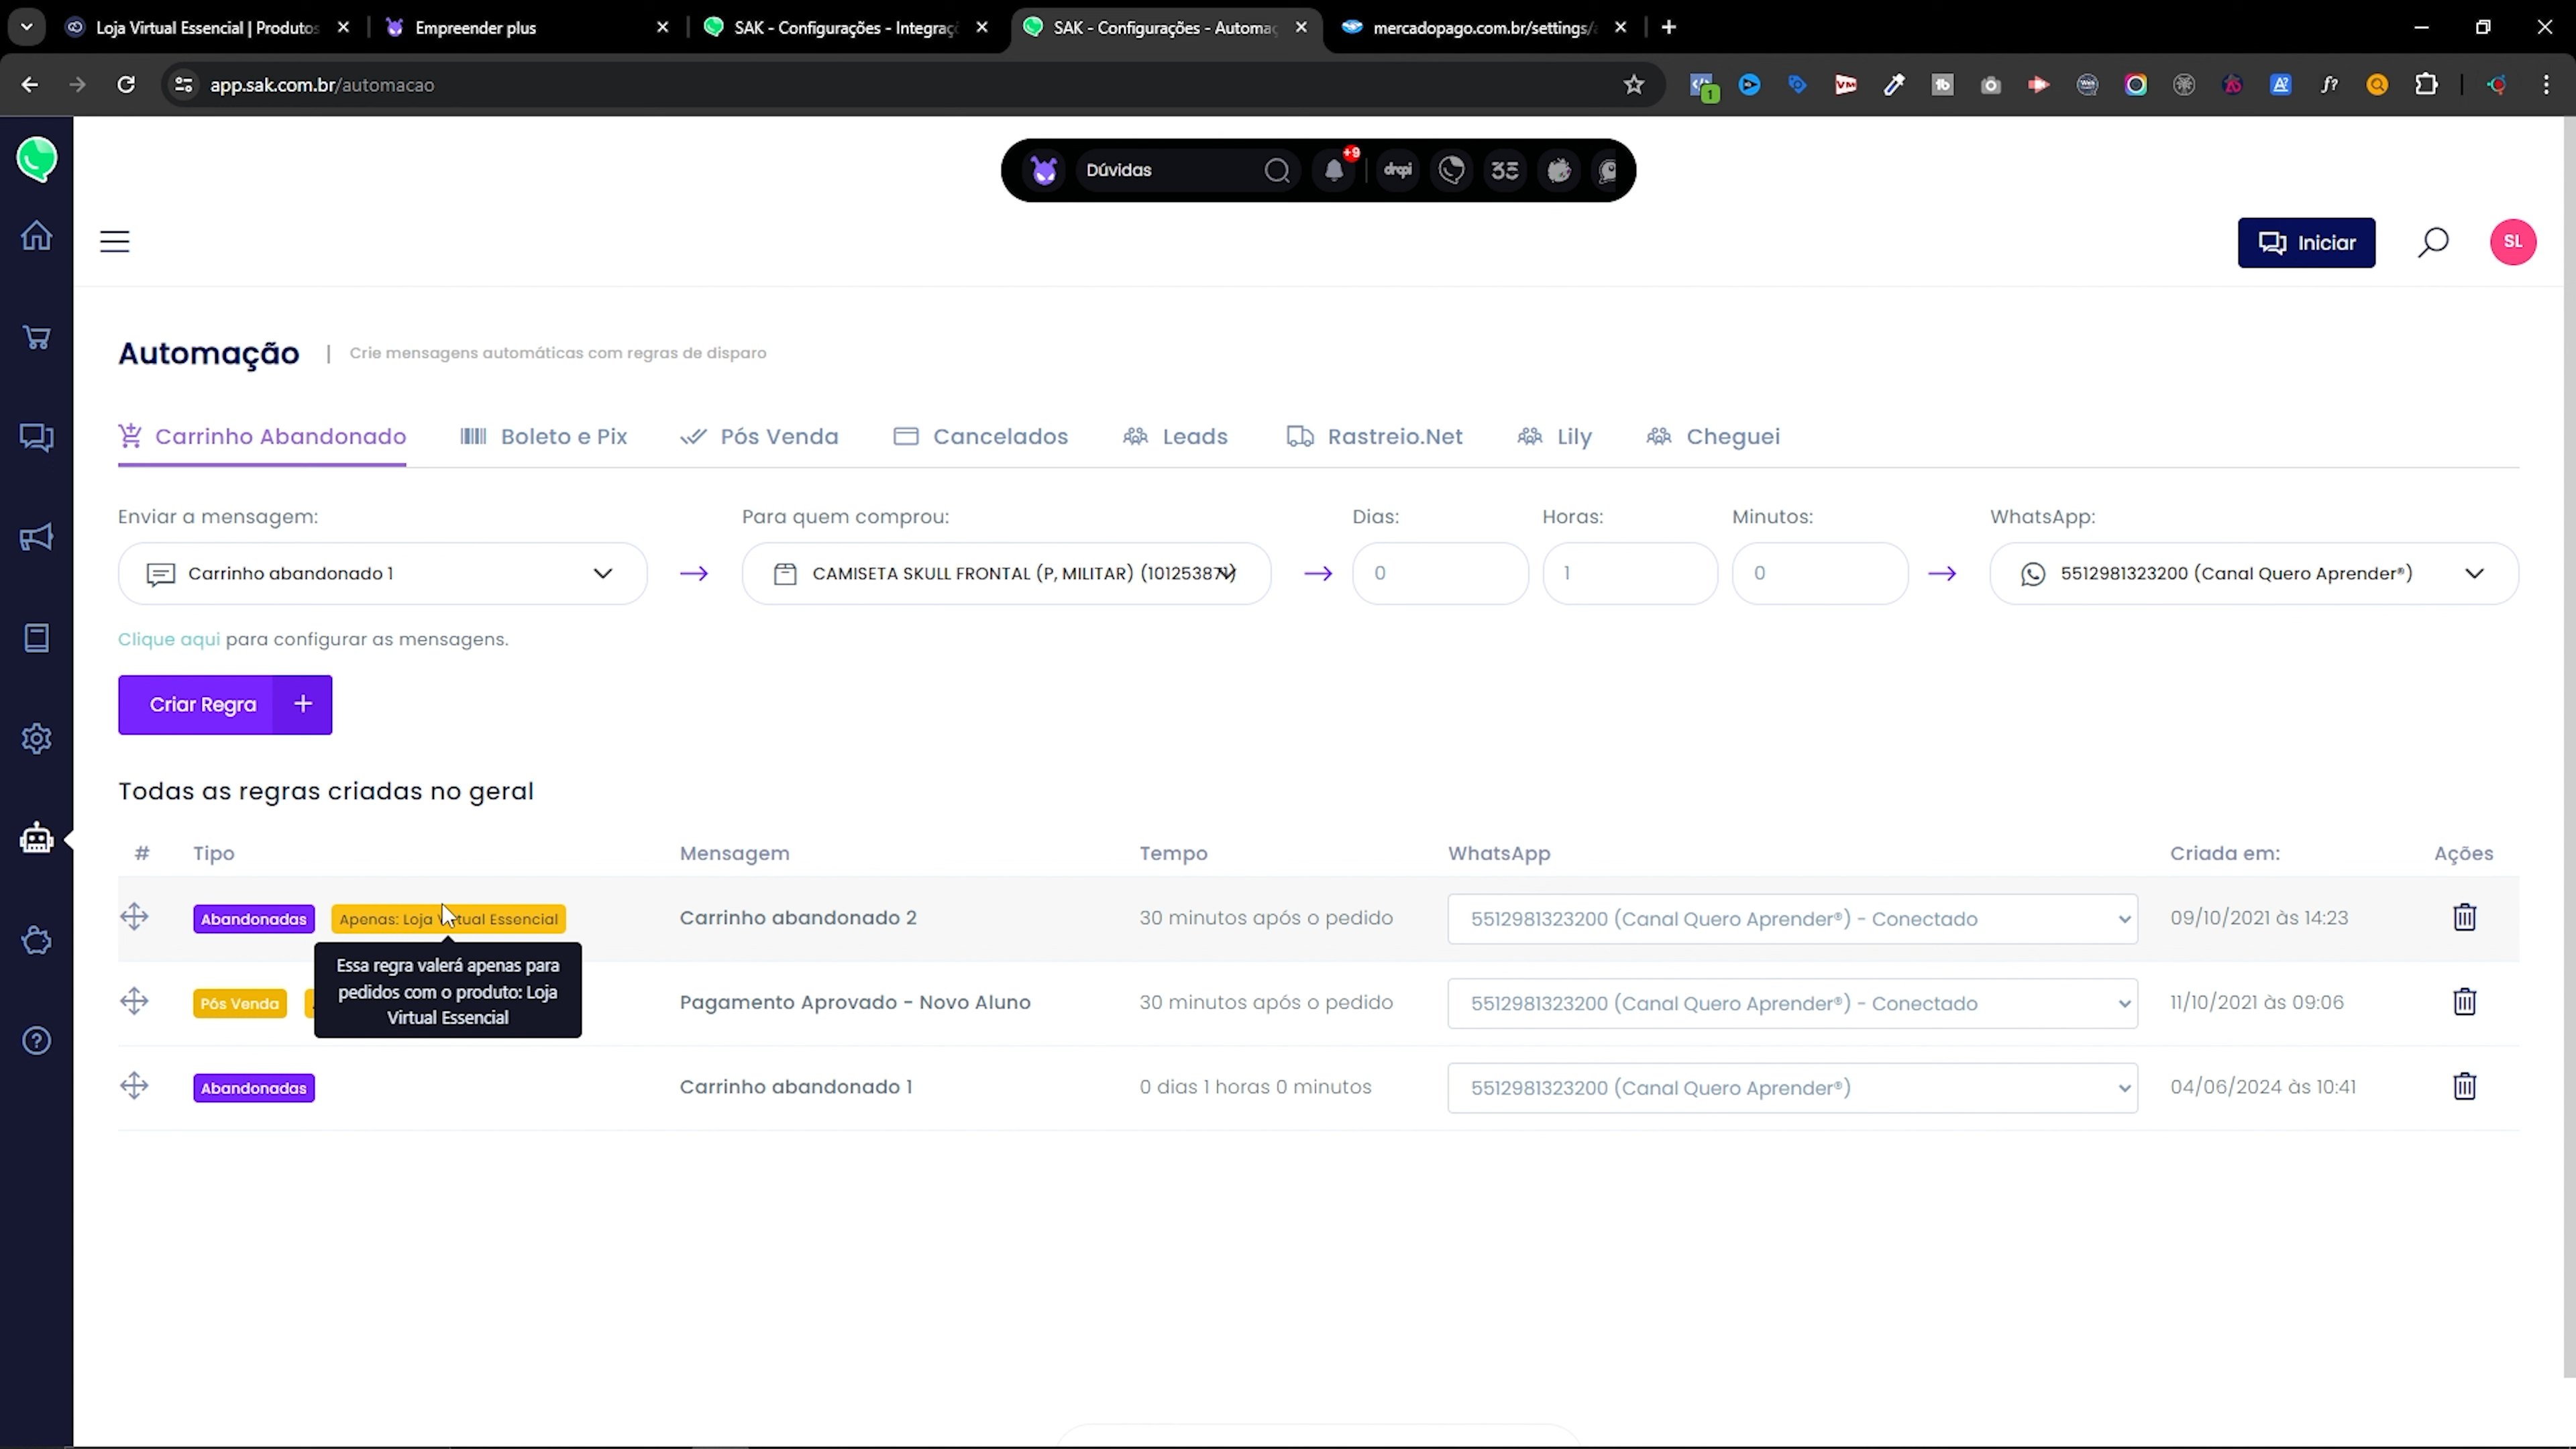 Loja Virtual Essencial | Produtos
Empreender plus
SAK - Configurações - Integraç
SAK - Configurações - Automaç
mercadopago.com.br/settings/
app.sak.com.br/automacao
1
Dúvidas
+9
dropi
Iniciar
SL
Automação | Crie mensagens automáticas com regras de disparo
Carrinho Abandonado
Boleto e Pix
Pós Venda
Cancelados
Leads
Rastreio.Net
Lily
Cheguei
Enviar a mensagem:
Para quem comprou:
Dias:
Horas:
Minutos:
WhatsApp:
Carrinho abandonado 1
CAMISETA SKULL FRONTAL (P, MILITAR) (101253871)
0
1
0
5512981323200 (Canal Quero Aprender®)
Clique aqui para configurar as mensagens.
Criar Regra +
Todas as regras criadas no geral
# Tipo Mensagem Tempo WhatsApp Criada em: Ações
Abandonadas Apenas: Loja Virtual Essencial Carrinho abandonado 2 30 minutos após o pedido 5512981323200 (Canal Quero Aprender®) - Conectado 09/10/2021 às 14:23
Essa regra valerá apenas para
pedidos com o produto: Loja
Virtual Essencial
Pós Venda Pagamento Aprovado - Novo Aluno 30 minutos após o pedido 5512981323200 (Canal Quero Aprender®) - Conectado 11/10/2021 às 09:06
Abandonadas Carrinho abandonado 1 0 dias 1 horas 0 minutos 5512981323200 (Canal Quero Aprender®) 04/06/2024 às 10:41